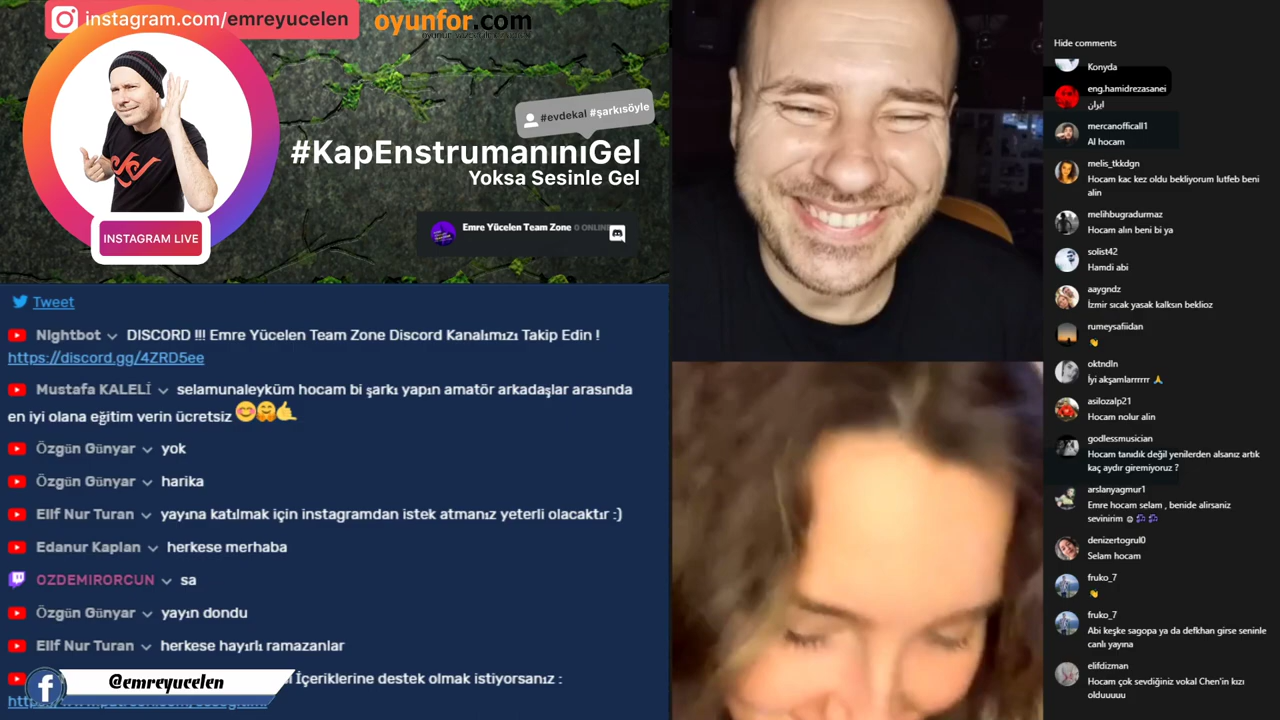 instagram.com/emreyucelen
oyunfor.com
#evdekal #şarkısöyle
#KapEnstrumanınıGel
Yoksa Sesinle Gel
Emre Yücelen Team Zone 0 ONLINE
INSTAGRAM LIVE
Tweet
Nightbot DISCORD !!! Emre Yücelen Team Zone Discord Kanalımızı Takip Edin !
https://discord.gg/4ZRD5ee
Mustafa KALELİ selamunaleyküm hocam bi şarkı yapın amatör arkadaşlar arasında
en iyi olana eğitim verin ücretsiz 😊🤗🤙
Özgün Günyar yok
Özgün Günyar harika
Elif Nur Turan yayına katılmak için instagramdan istek atmanız yeterli olacaktır :)
Edanur Kaplan herkese merhaba
OZDEMIRORCUN sa
Özgün Günyar yayın dondu
Elif Nur Turan herkese hayırlı ramazanlar
İçeriklerine destek olmak istiyorsanız :
@emreyucelen
Hide comments
Konyda
eng.hamidrezasanei
ایران
mercanofficall1
Al hocam
melis_tkkdgn
Hocam kac kez oldu bekliyorum lutfeb beni
alin
melihbugradurmaz
Hocam alın beni bi ya
solist42
Hamdi abi
aaygndz
İzmir sıcak yasak kalksın beklioz
rumeysafiidan
👏
oktndln
İyi akşamlarrrrrr 🙏
asilozalp21
Hocam nolur alin
godlessmusician
Hocam tanıdık değil yenilerden alsanız artık
kaç aydır giremiyoruz ?
arslanyagmur1
Emre hocam selam , benide alirsaniz
sevinirim ☺ 🎶 🎶
denizertogrul0
Selam hocam
fruko_7
👏
fruko_7
Abi keşke sagopa ya da defkhan girse seninle
canlı yayına
elifdizman
Hocam çok sevdiğiniz vokal Chen'in kızı
olduuuuu